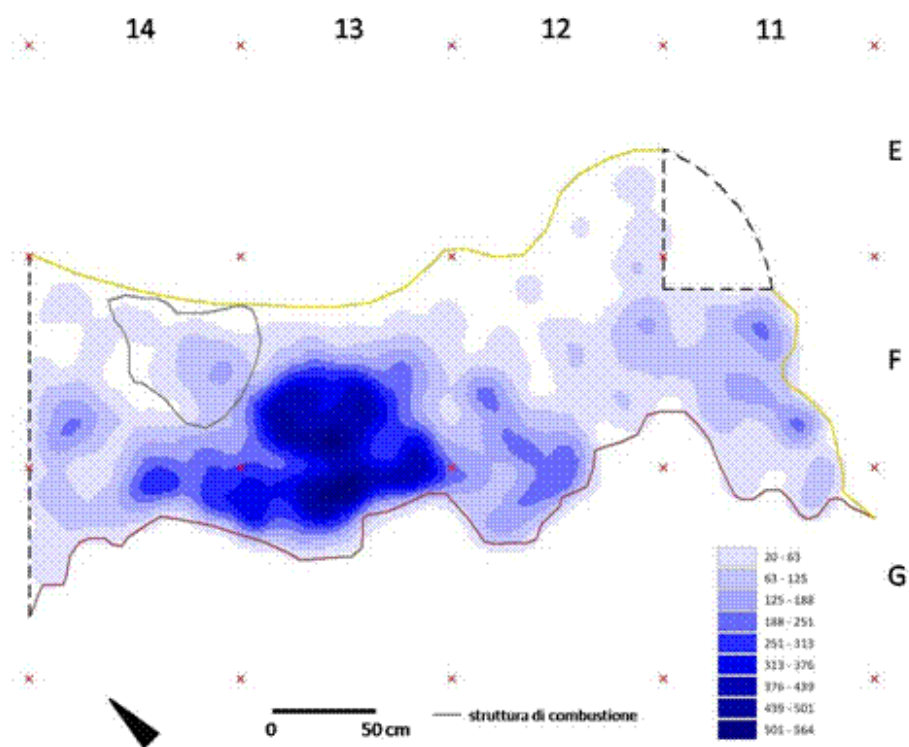 14 13 12 11
E
F
G
20 - 63
63 - 125
125 - 188
188 - 251
251 - 313
313 - 376
376 - 439
439 - 501
501 - 564
0 50 cm struttura di combustione